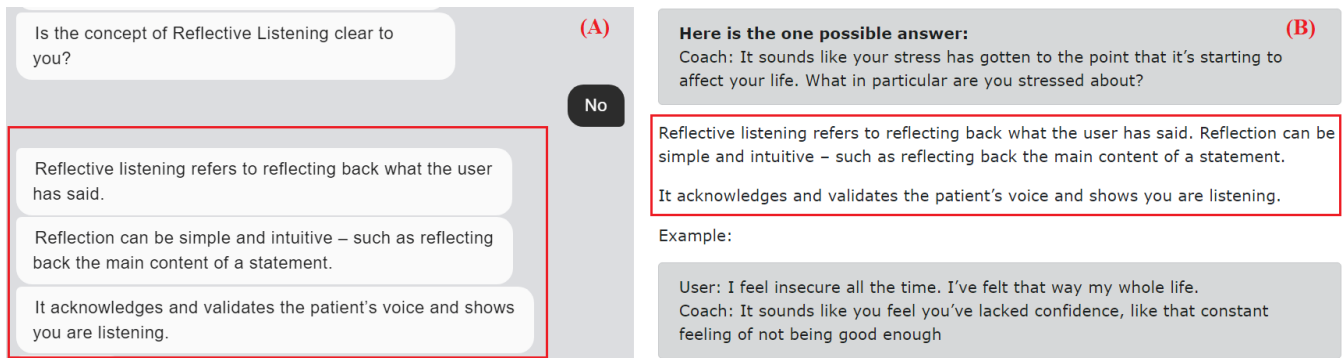 (A)
Is the concept of Reflective Listening clear to
you?
No
Reflective listening refers to reflecting back what the user
has said.
Reflection can be simple and intuitive – such as reflecting
back the main content of a statement.
It acknowledges and validates the patient's voice and shows
you are listening.
(B)
Here is the one possible answer:
Coach: It sounds like your stress has gotten to the point that it's starting to
affect your life. What in particular are you stressed about?
Reflective listening refers to reflecting back what the user has said. Reflection can be
simple and intuitive – such as reflecting back the main content of a statement.
It acknowledges and validates the patient's voice and shows you are listening.
Example:
User: I feel insecure all the time. I've felt that way my whole life.
Coach: It sounds like you feel you've lacked confidence, like that constant
feeling of not being good enough